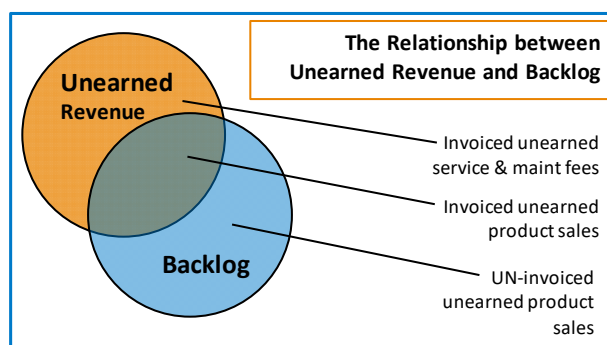 The Relationship between
Unearned Revenue and Backlog
Unearned
Revenue
Invoiced unearned
service & maint fees
Invoiced unearned
product sales
Backlog
UN-invoiced
unearned product
sales